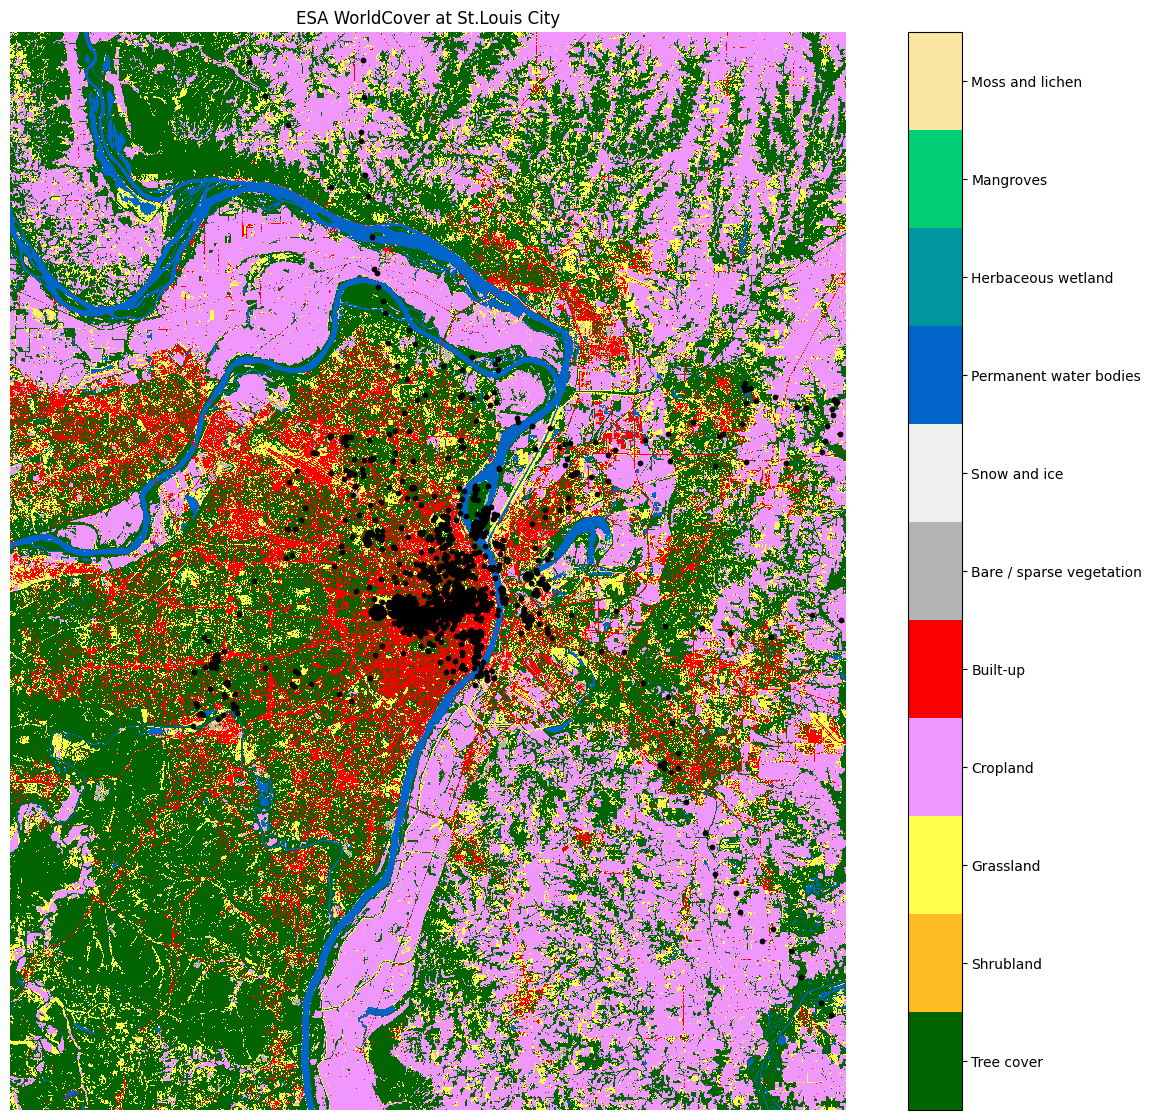 ESA WorldCover at St.Louis City
Moss and lichen
Mangroves
Herbaceous wetland
Permanent water bodies
Snow and ice
Bare / sparse vegetation
Built-up
Cropland
Grassland
Shrubland
Tree cover